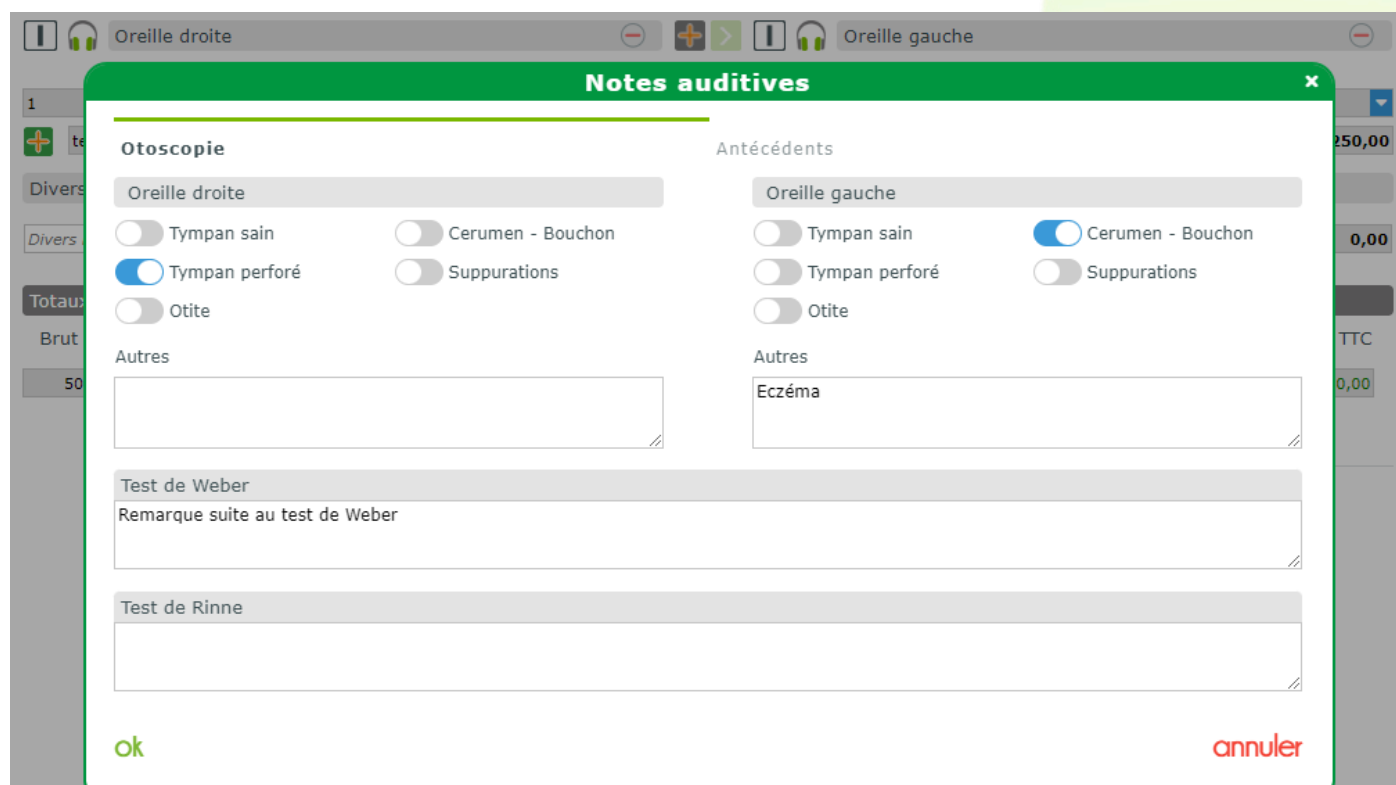 Oreille droite Oreille gauche
Notes auditives ×
1
te 250,00
Otoscopie Antécédents
Divers
Oreille droite Oreille gauche
Tympan sain Cerumen - Bouchon Tympan sain Cerumen - Bouchon
Divers 0,00
Tympan perforé Suppurations Tympan perforé Suppurations
Totaux
Otite Otite
Brut TTC
Autres Autres
50 0,00
Eczéma
Test de Weber
Remarque suite au test de Weber
Test de Rinne
ok annuler